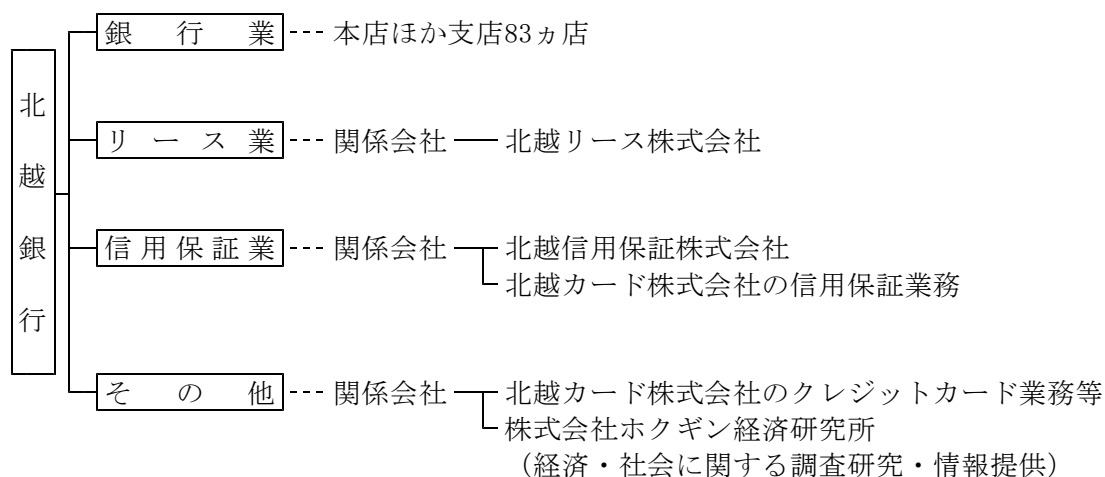 北越銀行
銀行業 本店ほか支店83ヵ店
リース業 関係会社 北越リース株式会社
信用保証業 関係会社 北越信用保証株式会社
北越カード株式会社の信用保証業務
その他 関係会社 北越カード株式会社のクレジットカード業務等
株式会社ホクギン経済研究所
（経済・社会に関する調査研究・情報提供）